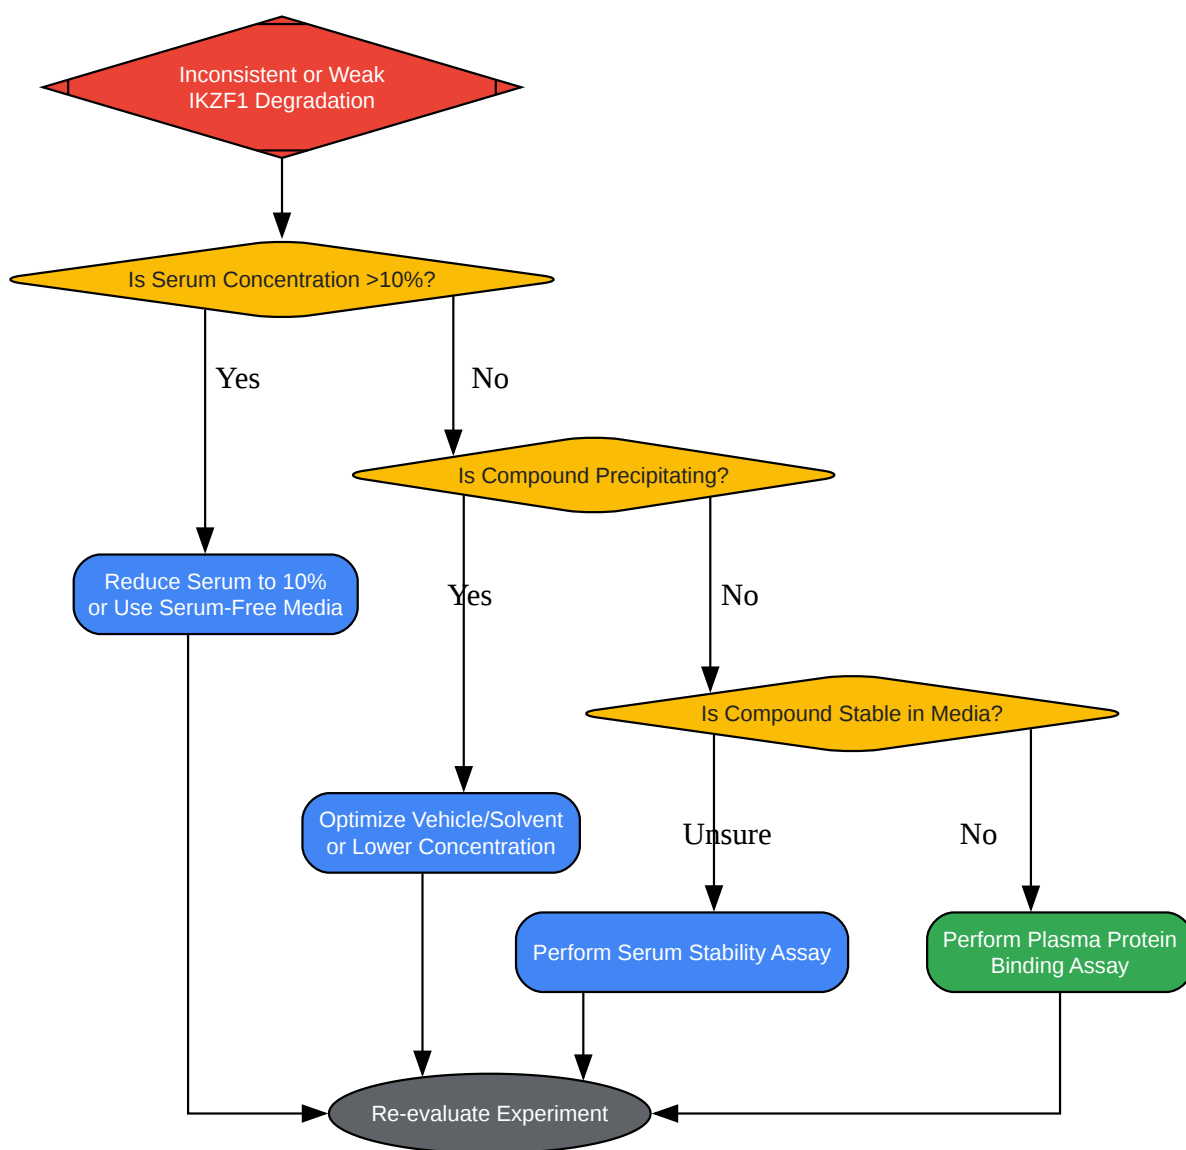 Inconsistent or Weak
IKZF1 Degradation
Is Serum Concentration >10%?
Yes
No
Is Compound Precipitating?
Reduce Serum to 10%
or Use Serum-Free Media
Yes
No
Is Compound Stable in Media?
Optimize Vehicle/Solvent
or Lower Concentration
Unsure
No
Perform Serum Stability Assay
Perform Plasma Protein
Binding Assay
Re-evaluate Experiment